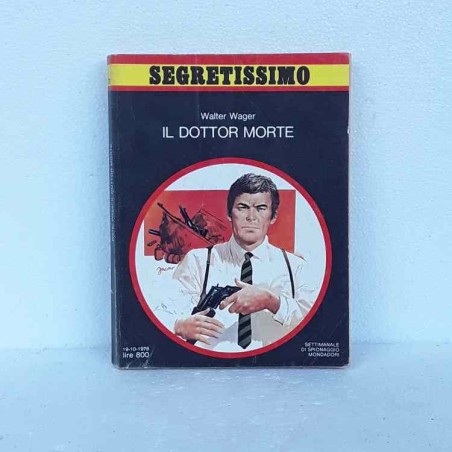 SEGRETISSIMO
Walter Wager
IL DOTTOR MORTE
lire 800
SETTIMANALE
DI SPIONAGGIO
MONDADORI